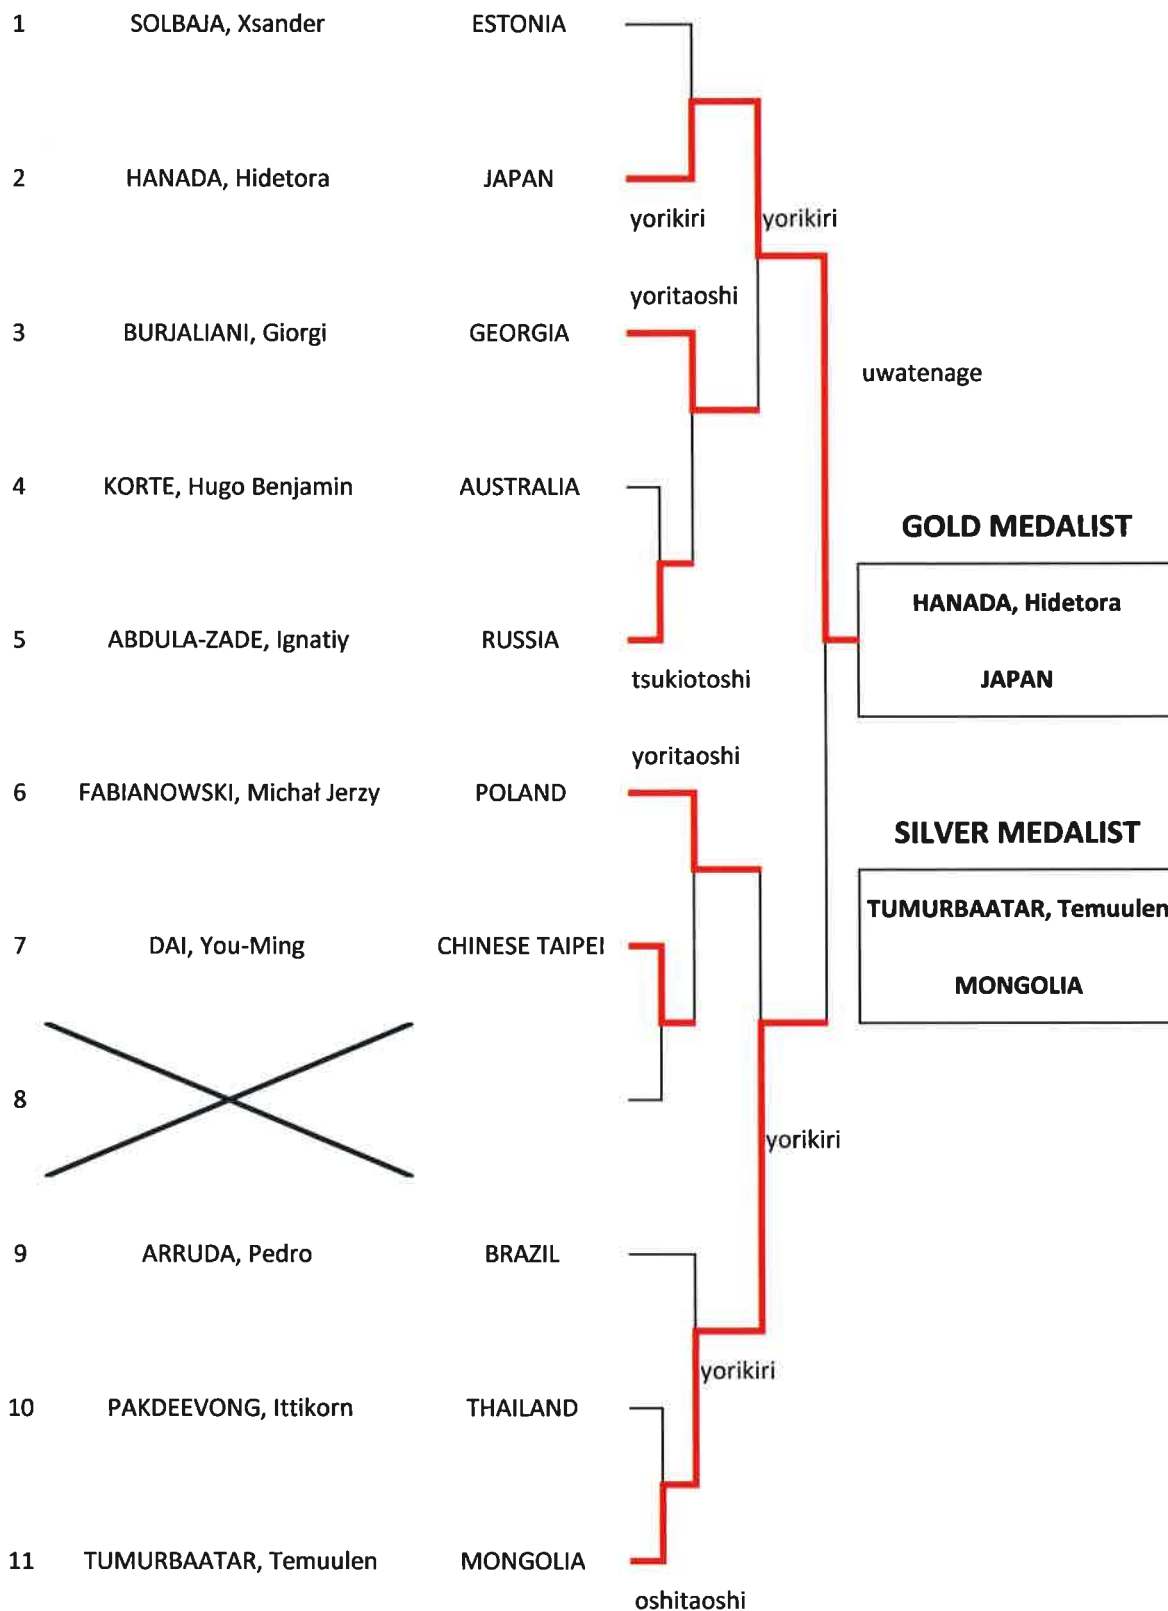 1 SOLBAJA, Xsander ESTONIA
2 HANADA, Hidetora JAPAN
yorikiri yorikiri
yoritaoshi
3 BURJALIANI, Giorgi GEORGIA
uwatenage
4 KORTE, Hugo Benjamin AUSTRALIA
GOLD MEDALIST
HANADA, Hidetora
5 ABDULA-ZADE, Ignatiy RUSSIA
tsukiotoshi JAPAN
yoritaoshi
6 FABIANOWSKI, Michał Jerzy POLAND
SILVER MEDALIST
TUMURBAATAR, Temuulen
7 DAI, You-Ming CHINESE TAIPEI
MONGOLIA
8
yorikiri
9 ARRUDA, Pedro BRAZIL
yorikiri
10 PAKDEEVONG, Ittikorn THAILAND
11 TUMURBAATAR, Temuulen MONGOLIA
oshitaoshi